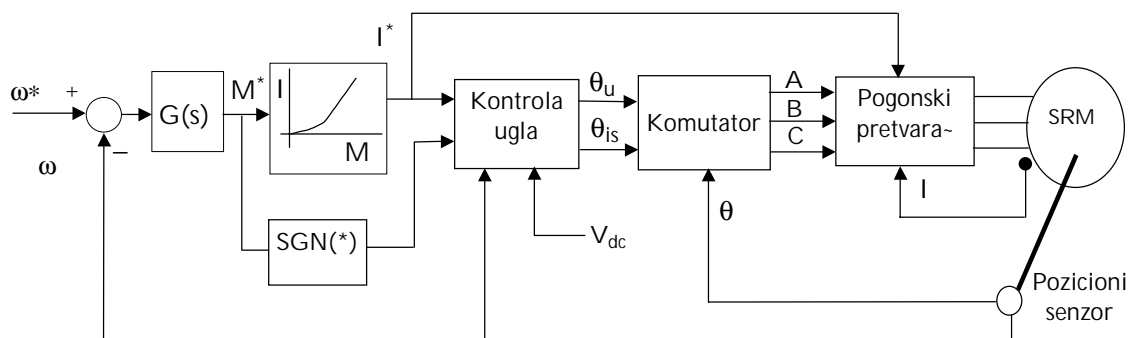 I*
ω*
+
−
ω
G(s)
M*
I
M
SGN(*)
Kontrola
ugla
θu
θis
Vdc
Komutator
θ
A
B
C
Pogonski
pretvara~
I
SRM
Pozicioni
senzor